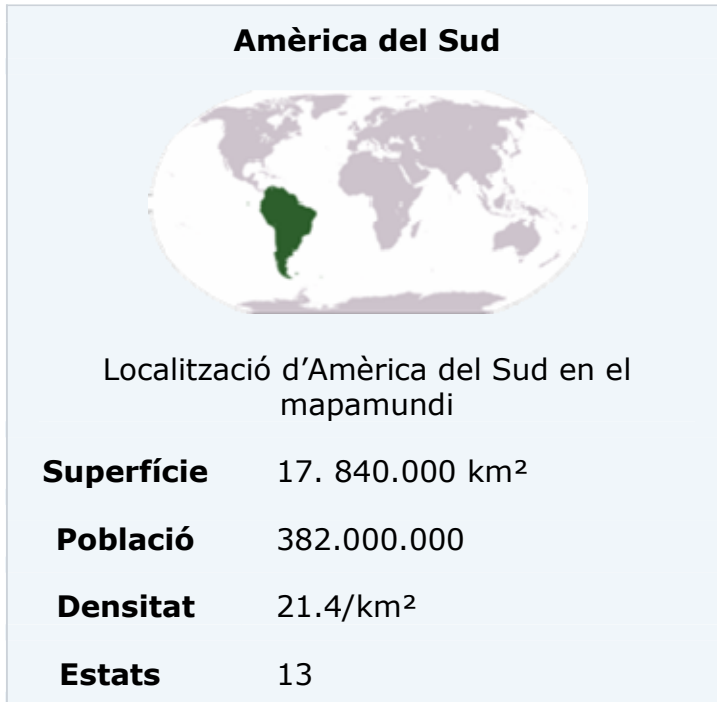 Amèrica del Sud
Localització d’Amèrica del Sud en el
mapamundi
Superfície 17. 840.000 km²
Població 382.000.000
Densitat 21.4/km²
Estats 13